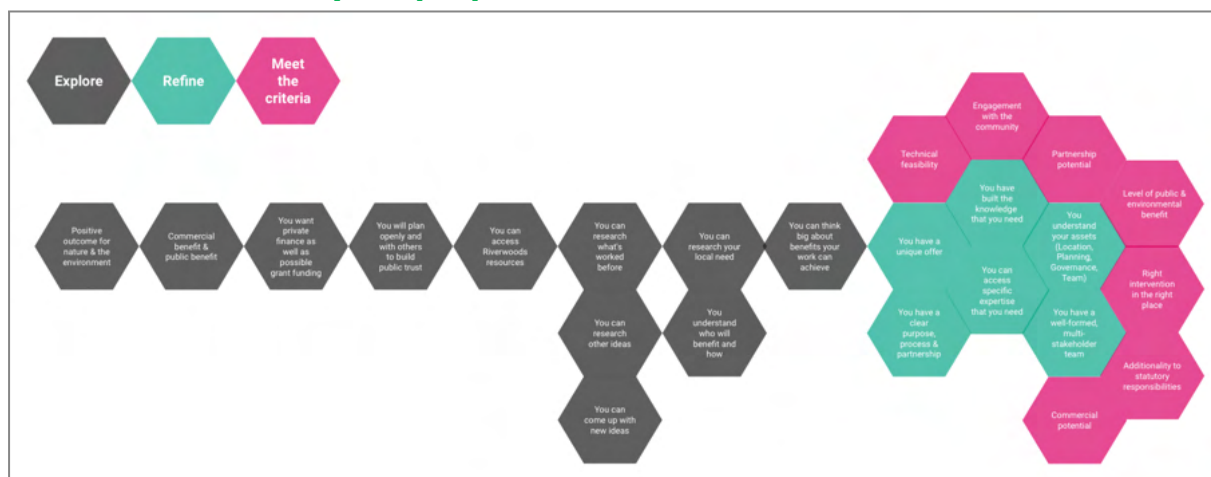 Explore
Refine
Meet
the
criteria
Positive
outcome for
nature & the
environment
Commercial
benefit &
public benefit
You want
private
finance as
well as
possible
grant funding
You will plan
openly and
with others
to build
public trust
You can
access
Riverwoods
resources
You can
research
what's
worked
before
You can
research your
local need
You can think
big about
benefits your
work can
achieve
You can
research
other ideas
You
understand
who will
benefit and
how
You can
come up with
new ideas
You have a
unique offer
You have
built the
knowledge
that you need
You
understand
your assets
(Location,
Planning,
Governance,
Team)
You have a
clear
purpose,
process &
partnership
You can
access
specific
expertise
that you need
You have a
well-formed,
multi-
stakeholder
team
Technical
feasibility
Engagement
with the
community
Partnership
potential
Level of public &
environmental
benefit
Right
intervention
in the right
place
Additionality to
statutory
responsibilities
Commercial
potential